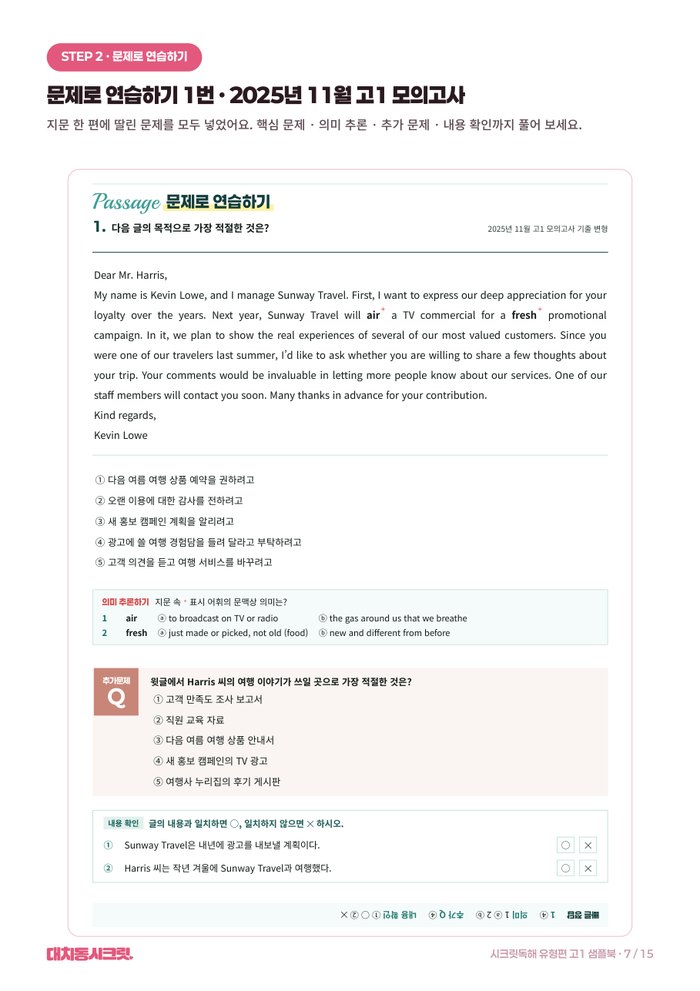 STEP 2 · 문제로 연습하기
문제로 연습하기 1번 · 2025년 11월 고1 모의고사
지문 한 편에 딸린 문제를 모두 넣었어요. 핵심 문제 · 의미 추론 · 추가 문제 · 내용 확인까지 풀어 보세요.
Passage 문제로 연습하기
1. 다음 글의 목적으로 가장 적절한 것은?
2025년 11월 고1 모의고사 기출 변형
Dear Mr. Harris,
My name is Kevin Lowe, and I manage Sunway Travel. First, I want to express our deep appreciation for your
loyalty over the years. Next year, Sunway Travel will air* a TV commercial for a fresh* promotional
campaign. In it, we plan to show the real experiences of several of our most valued customers. Since you
were one of our travelers last summer, I'd like to ask whether you are willing to share a few thoughts about
your trip. Your comments would be invaluable in letting more people know about our services. One of our
staff members will contact you soon. Many thanks in advance for your contribution.
Kind regards,
Kevin Lowe
① 다음 여름 여행 상품 예약을 권하려고
② 오랜 이용에 대한 감사를 전하려고
③ 새 홍보 캠페인 계획을 알리려고
④ 광고에 쓸 여행 경험담을 들려 달라고 부탁하려고
⑤ 고객 의견을 듣고 여행 서비스를 바꾸려고
의미 추론하기 지문 속 * 표시 어휘의 문맥상 의미는?
1 air ⓐ to broadcast on TV or radio ⓑ the gas around us that we breathe
2 fresh ⓐ just made or picked, not old (food) ⓑ new and different from before
추가문제 Q
윗글에서 Harris 씨의 여행 이야기가 쓰일 곳으로 가장 적절한 것은?
① 고객 만족도 조사 보고서
② 직원 교육 자료
③ 다음 여름 여행 상품 안내서
④ 새 홍보 캠페인의 TV 광고
⑤ 여행사 누리집의 후기 게시판
내용 확인 글의 내용과 일치하면 ○, 일치하지 않으면 × 하시오.
① Sunway Travel은 내년에 광고를 내보낼 계획이다. ○ ×
② Harris 씨는 작년 겨울에 Sunway Travel과 여행했다. ○ ×
빠른 정답 1 ④ 의미 1 ⓐ 2 ⓑ 추가 Q ④ 내용 확인 ① ○ ② ×
대치동시크릿.
시크릿독해 유형편 고1 샘플북 · 7 / 15